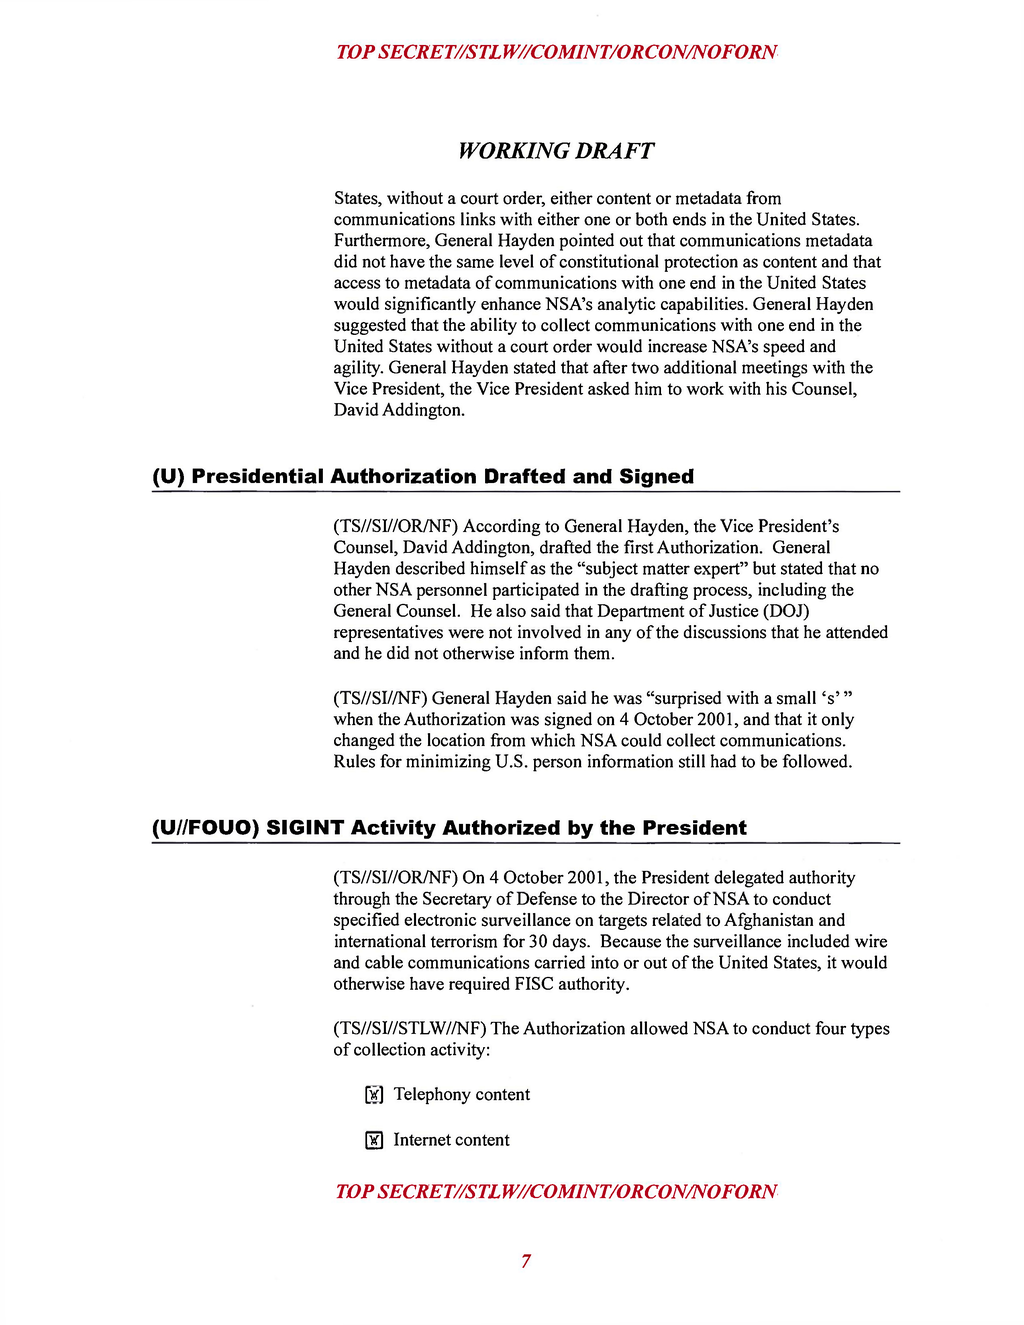 TOP SECRET//STLW//COMINT/ORCON/NOFORN
WORKING DRAFT
States, without a court order, either content or metadata from
communications links with either one or both ends in the United States.
Furthermore, General Hayden pointed out that communications metadata
did not have the same level of constitutional protection as content and that
access to metadata of communications with one end in the United States
would significantly enhance NSA's analytic capabilities. General Hayden
suggested that the ability to collect communications with one end in the
United States without a court order would increase NSA's speed and
agility. General Hayden stated that after two additional meetings with the
Vice President, the Vice President asked him to work with his Counsel,
David Addington.
(U) Presidential Authorization Drafted and Signed
(TS//SI//OR/NF) According to General Hayden, the Vice President's
Counsel, David Addington, drafted the first Authorization. General
Hayden described himself as the “subject matter expert” but stated that no
other NSA personnel participated in the drafting process, including the
General Counsel. He also said that Department of Justice (DOJ)
representatives were not involved in any of the discussions that he attended
and he did not otherwise inform them.
(TS//SI//NF) General Hayden said he was “surprised with a small ‘s’ ”
when the Authorization was signed on 4 October 2001, and that it only
changed the location from which NSA could collect communications.
Rules for minimizing U.S. person information still had to be followed.
(U//FOUO) SIGINT Activity Authorized by the President
(TS//SI//OR/NF) On 4 October 2001, the President delegated authority
through the Secretary of Defense to the Director of NSA to conduct
specified electronic surveillance on targets related to Afghanistan and
international terrorism for 30 days. Because the surveillance included wire
and cable communications carried into or out of the United States, it would
otherwise have required FISC authority.
(TS//SI//STLW//NF) The Authorization allowed NSA to conduct four types
of collection activity:
Telephony content
Internet content
TOP SECRET//STLW//COMINT/ORCON/NOFORN
7